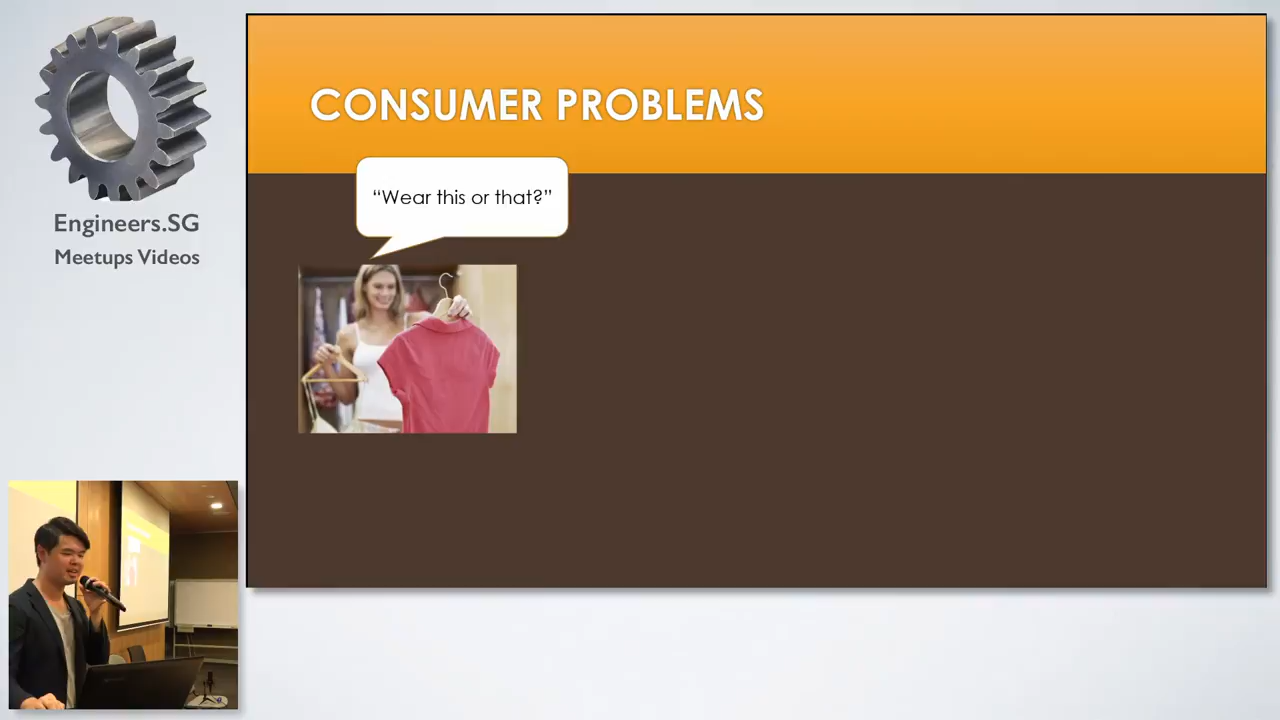 Engineers.SG
Meetups Videos
CONSUMER PROBLEMS
“Wear this or that?”